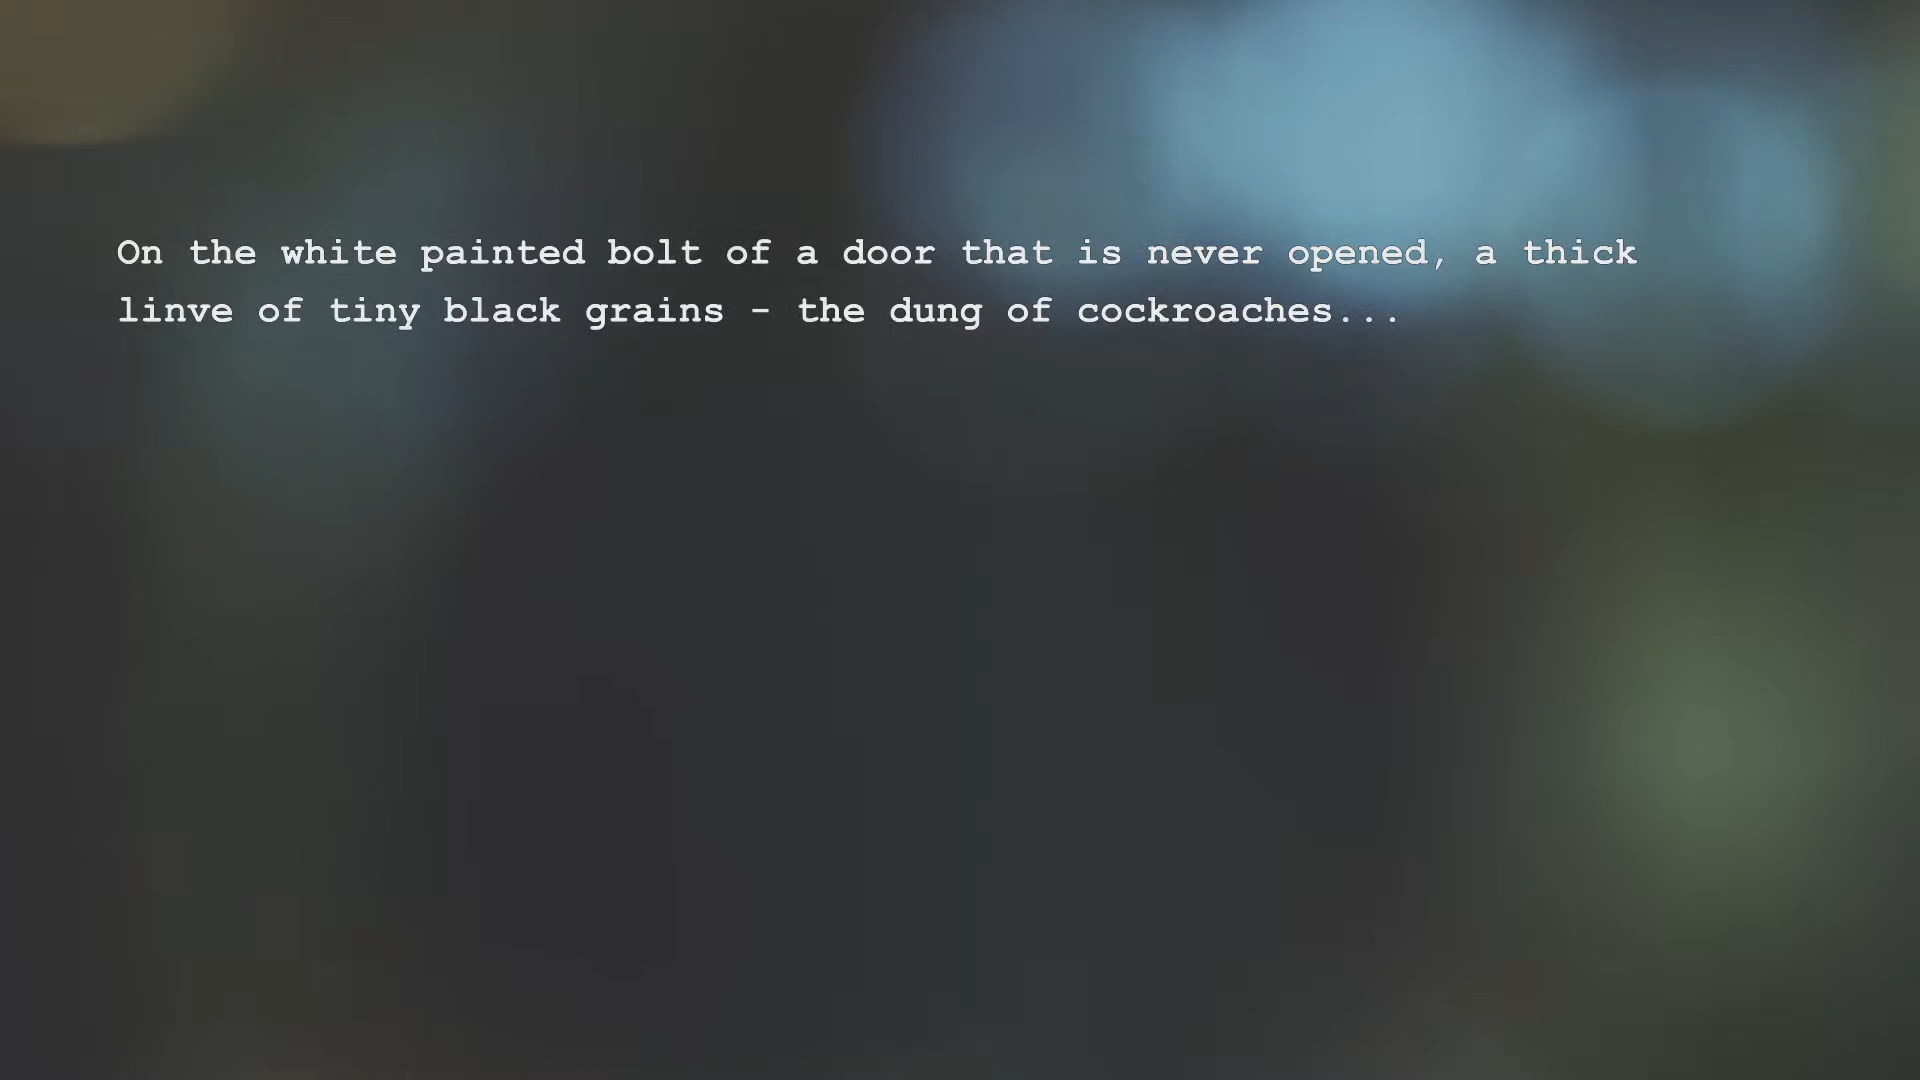 On the white painted bolt of a door that is never opened, a thick
linve of tiny black grains - the dung of cockroaches...